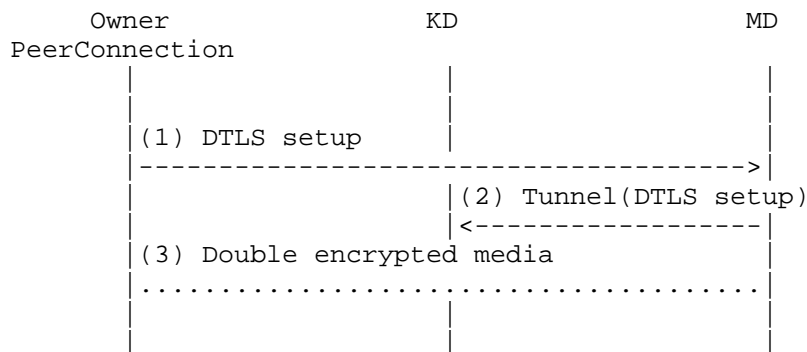 Owner KD MD
PeerConnection
(1) DTLS setup
(2) Tunnel(DTLS setup)
(3) Double encrypted media